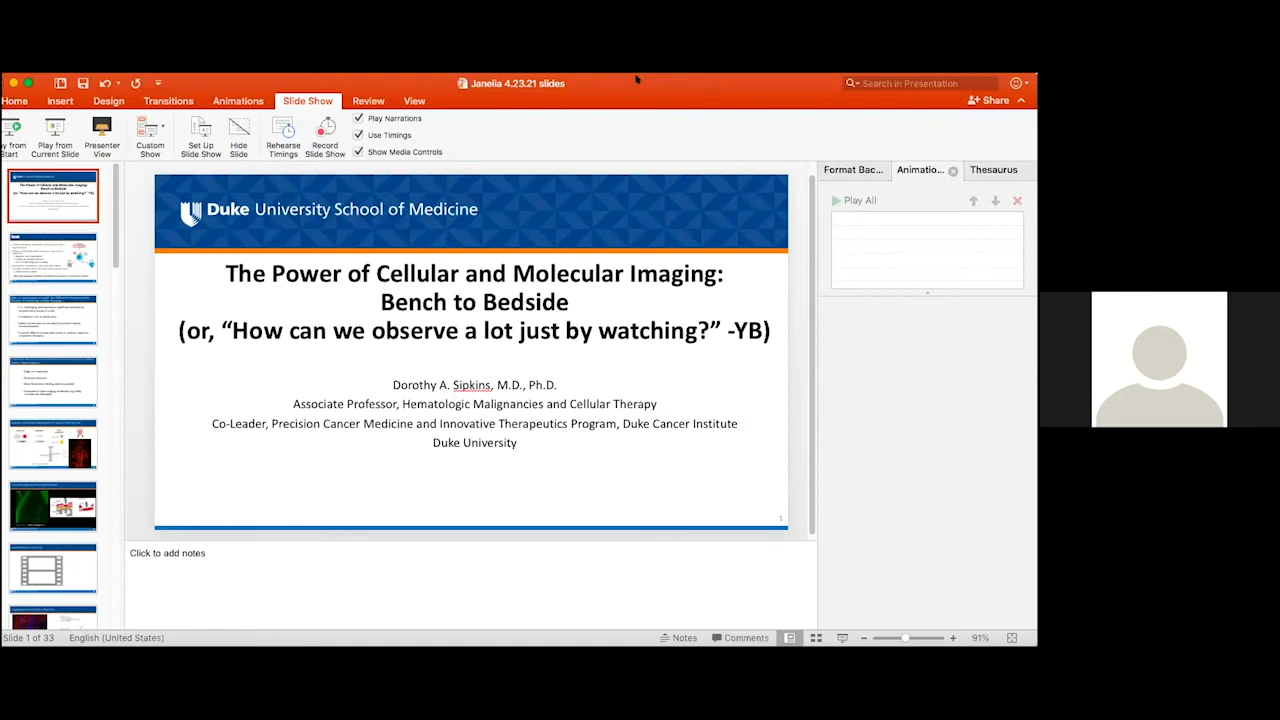 Janelia 4.23.21 slides
Search in Presentation
Home Insert Design Transitions Animations Slide Show Review View
Share
Play from
Current Slide
Presenter
View
Custom
Show
Set Up
Slide Show
Hide
Slide
Rehearse
Timings
Record
Slide Show
Play Narrations
Use Timings
Show Media Controls
Format Bac... Animatio... Thesaurus
Play All
Duke University School of Medicine
The Power of Cellular and Molecular Imaging:
Bench to Bedside
(or, “How can we observe a lot just by watching?” -YB)
Dorothy A. Sipkins, M.D., Ph.D.
Associate Professor, Hematologic Malignancies and Cellular Therapy
Co-Leader, Precision Cancer Medicine and Innovative Therapeutics Program, Duke Cancer Institute
Duke University
1
Click to add notes
Slide 1 of 33 English (United States) Notes Comments 91%